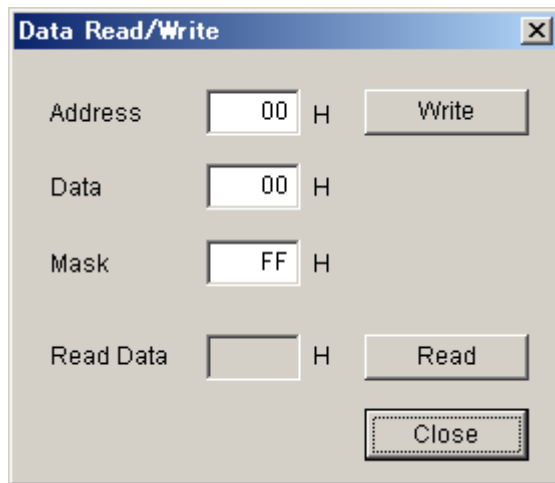 Data Read/Write
Address 00 H Write
Data 00 H
Mask FF H
Read Data H Read
Close